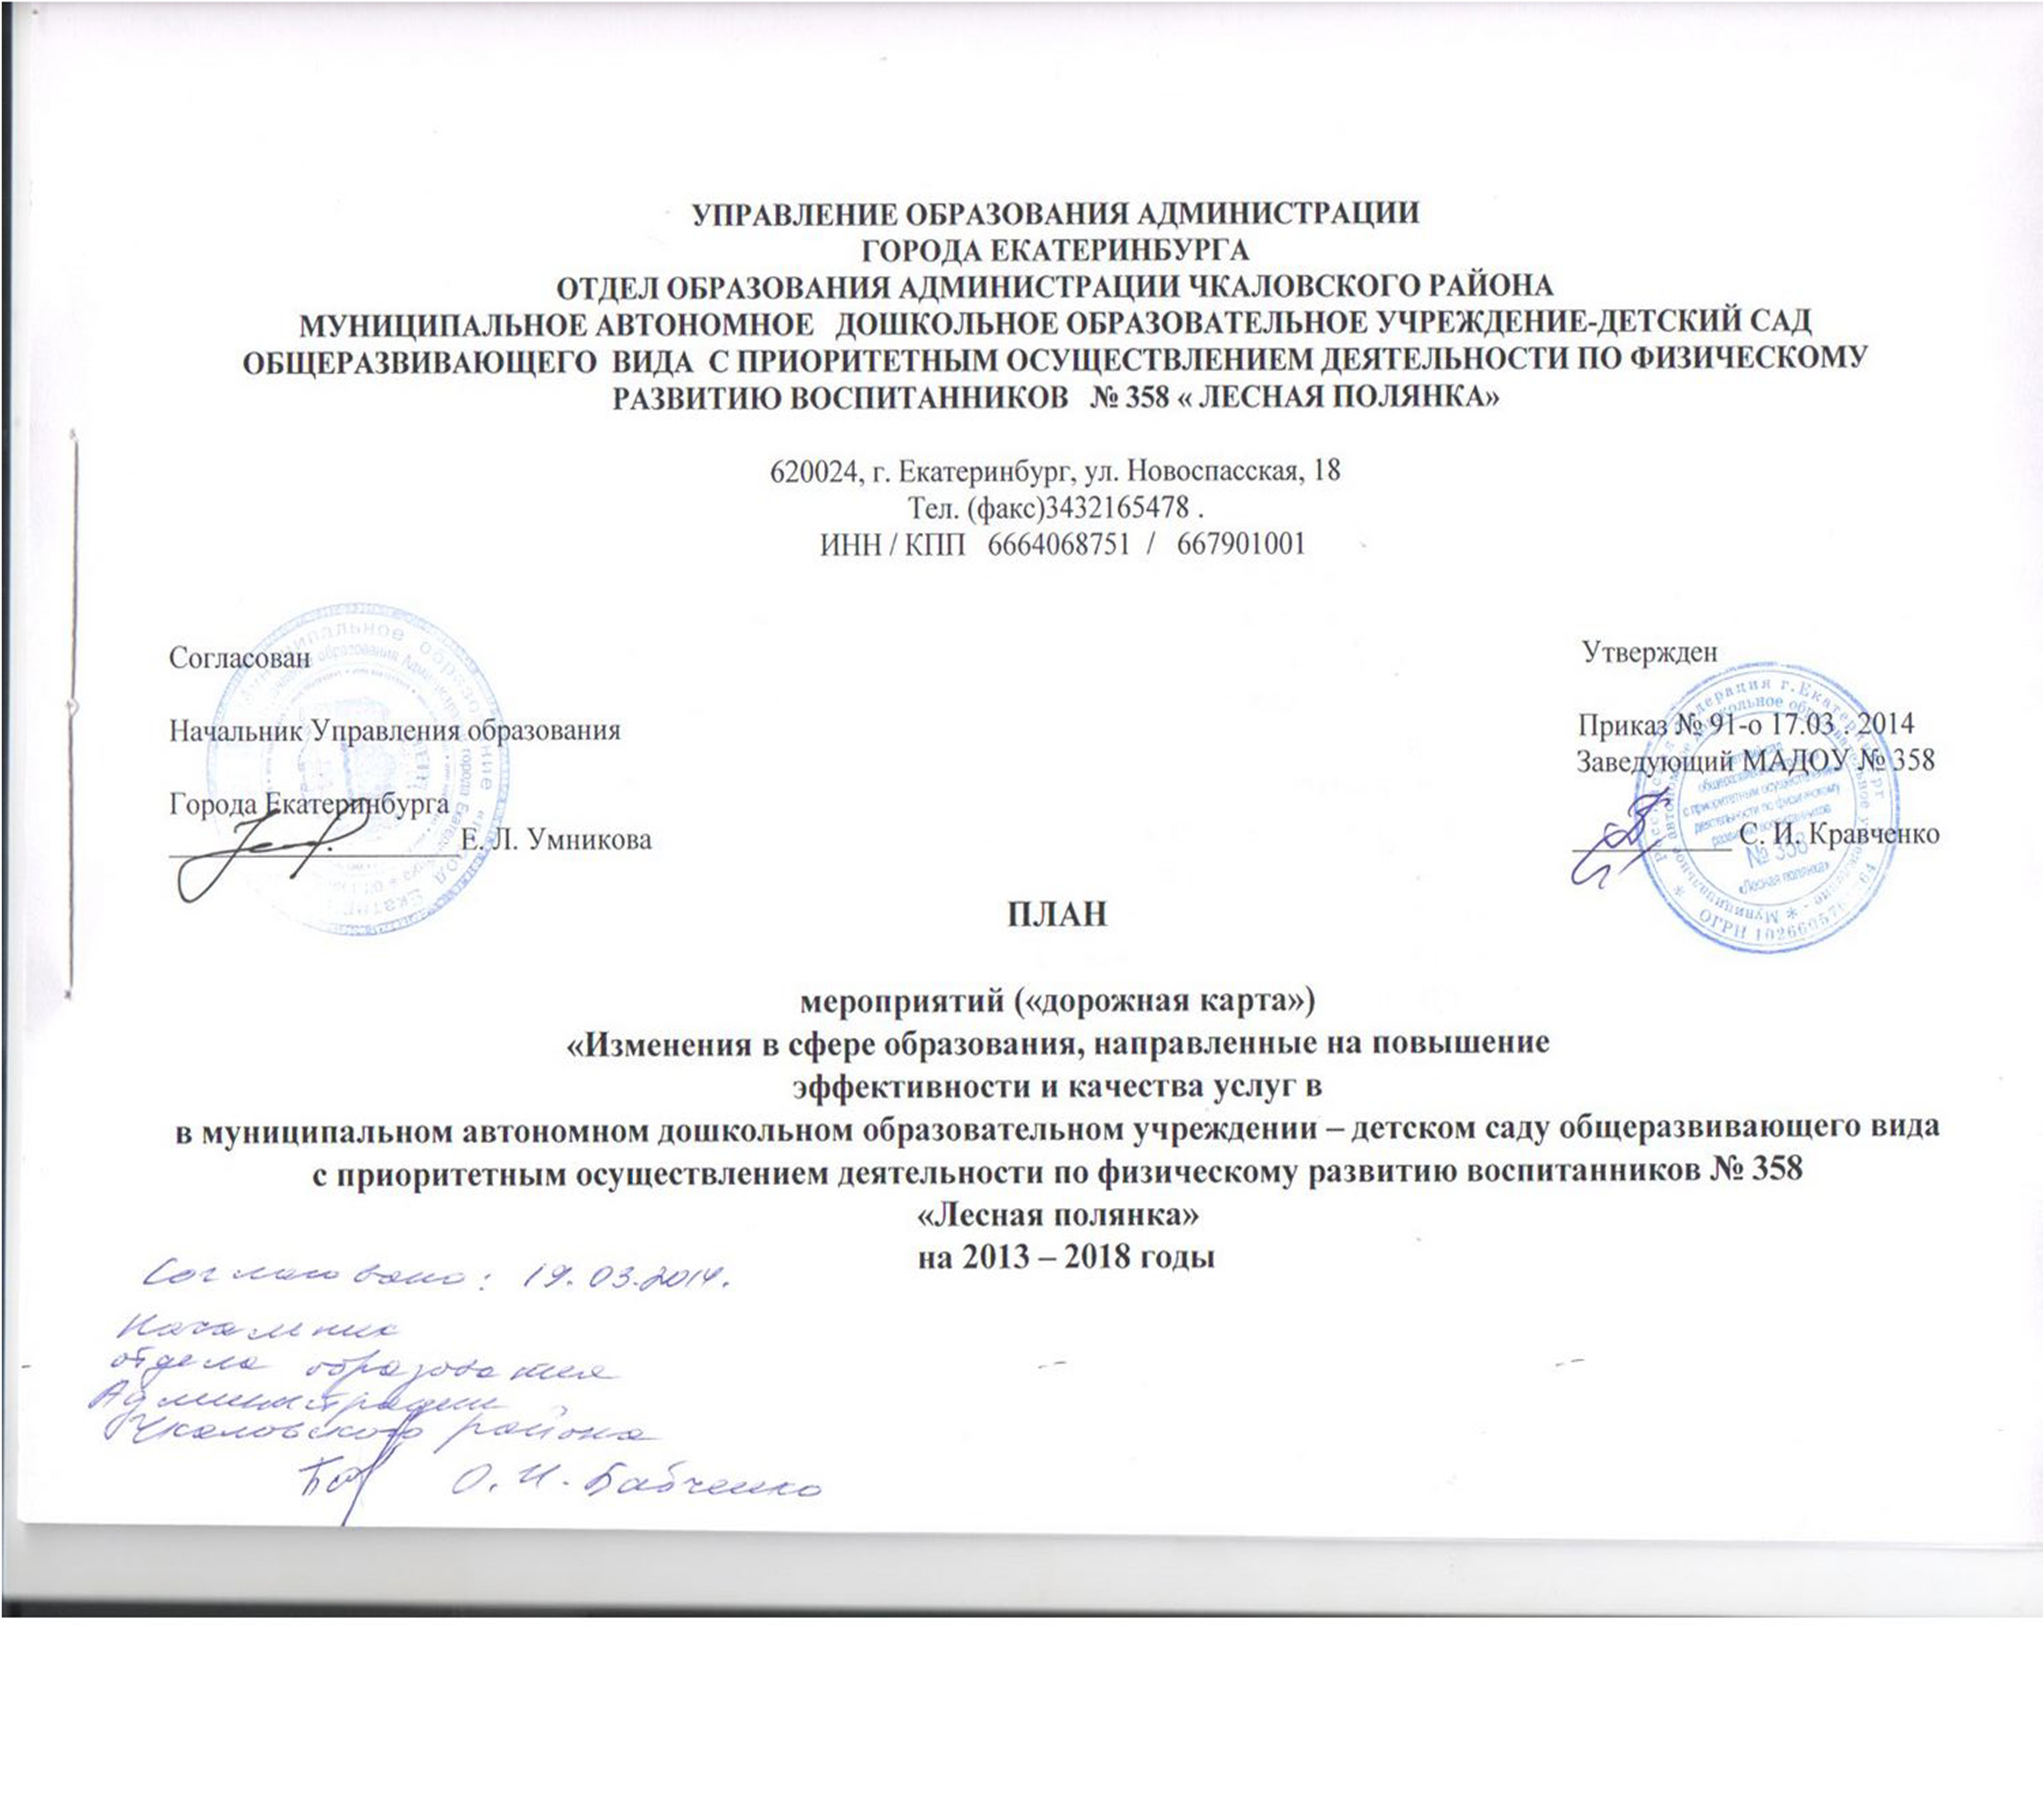 УПРАВЛЕНИЕ ОБРАЗОВАНИЯ АДМИНИСТРАЦИИ
ГОРОДА ЕКАТЕРИНБУРГА
ОТДЕЛ ОБРАЗОВАНИЯ АДМИНИСТРАЦИИ ЧКАЛОВСКОГО РАЙОНА
МУНИЦИПАЛЬНОЕ АВТОНОМНОЕ ДОШКОЛЬНОЕ ОБРАЗОВАТЕЛЬНОЕ УЧРЕЖДЕНИЕ-ДЕТСКИЙ САД
ОБЩЕРАЗВИВАЮЩЕГО ВИДА С ПРИОРИТЕТНЫМ ОСУЩЕСТВЛЕНИЕМ ДЕЯТЕЛЬНОСТИ ПО ФИЗИЧЕСКОМУ
РАЗВИТИЮ ВОСПИТАННИКОВ № 358 « ЛЕСНАЯ ПОЛЯНКА»
620024, г. Екатеринбург, ул. Новоспасская, 18
Тел. (факс)3432165478 .
ИНН / КПП 6664068751 / 667901001
Согласован
Начальник Управления образования
Города Екатеринбурга
Е. Л. Умникова
Утвержден
Приказ № 91-о 17.03 . 2014
Заведующий МАДОУ № 358
С. И. Кравченко
№ 358
«Лесная полянка»
ПЛАН
мероприятий («дорожная карта»)
«Изменения в сфере образования, направленные на повышение
эффективности и качества услуг в
в муниципальном автономном дошкольном образовательном учреждении – детском саду общеразвивающего вида
с приоритетным осуществлением деятельности по физическому развитию воспитанников № 358
«Лесная полянка»
на 2013 – 2018 годы
Согласовано: 19.03.2014.
Начальник
отдела образования
Администрации
Чкаловского района
О. И. Бабченко